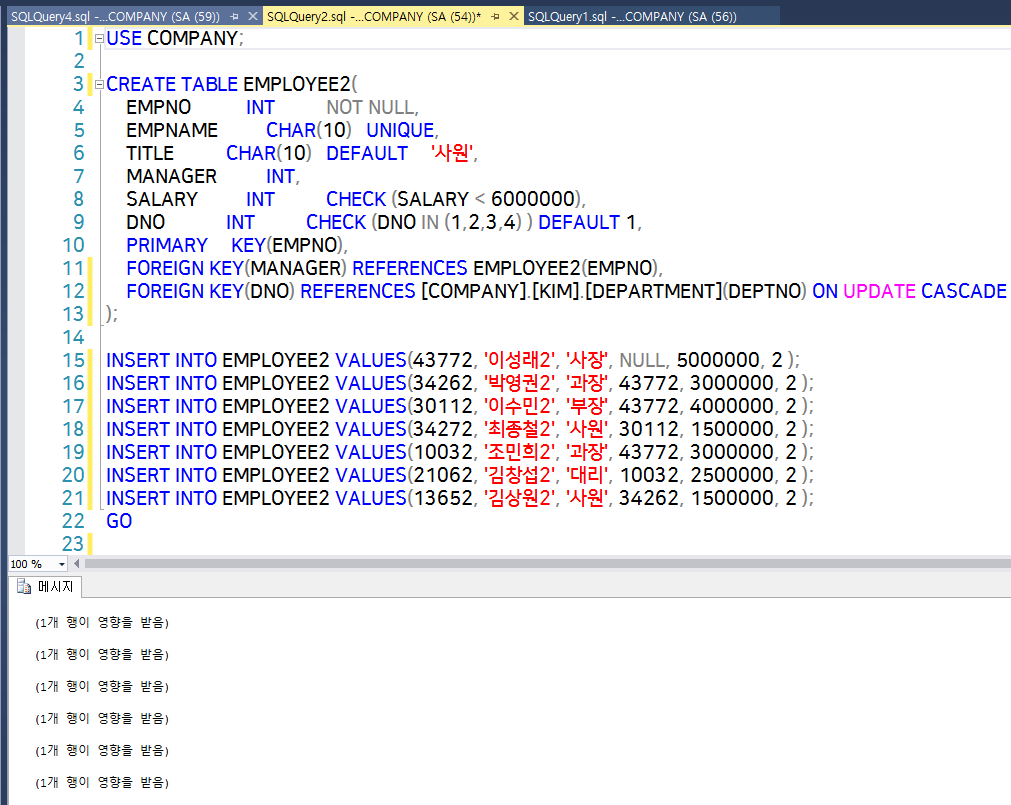 SQLQuery4.sql -...COMPANY (SA (59)) SQLQuery2.sql -...COMPANY (SA (54))* SQLQuery1.sql -...COMPANY (SA (56))
1 USE COMPANY;
2
3 CREATE TABLE EMPLOYEE2(
4 EMPNO INT NOT NULL,
5 EMPNAME CHAR(10) UNIQUE,
6 TITLE CHAR(10) DEFAULT '사원',
7 MANAGER INT,
8 SALARY INT CHECK (SALARY < 6000000),
9 DNO INT CHECK (DNO IN (1,2,3,4) ) DEFAULT 1,
10 PRIMARY KEY(EMPNO),
11 FOREIGN KEY(MANAGER) REFERENCES EMPLOYEE2(EMPNO),
12 FOREIGN KEY(DNO) REFERENCES [COMPANY].[KIM].[DEPARTMENT](DEPTNO) ON UPDATE CASCADE
13 );
14
15 INSERT INTO EMPLOYEE2 VALUES(43772, '이성래2', '사장', NULL, 5000000, 2 );
16 INSERT INTO EMPLOYEE2 VALUES(34262, '박영권2', '과장', 43772, 3000000, 2 );
17 INSERT INTO EMPLOYEE2 VALUES(30112, '이수민2', '부장', 43772, 4000000, 2 );
18 INSERT INTO EMPLOYEE2 VALUES(34272, '최종철2', '사원', 30112, 1500000, 2 );
19 INSERT INTO EMPLOYEE2 VALUES(10032, '조민희2', '과장', 43772, 3000000, 2 );
20 INSERT INTO EMPLOYEE2 VALUES(21062, '김창섭2', '대리', 10032, 2500000, 2 );
21 INSERT INTO EMPLOYEE2 VALUES(13652, '김상원2', '사원', 34262, 1500000, 2 );
22 GO
23
100 %
메시지
(1개 행이 영향을 받음)
(1개 행이 영향을 받음)
(1개 행이 영향을 받음)
(1개 행이 영향을 받음)
(1개 행이 영향을 받음)
(1개 행이 영향을 받음)